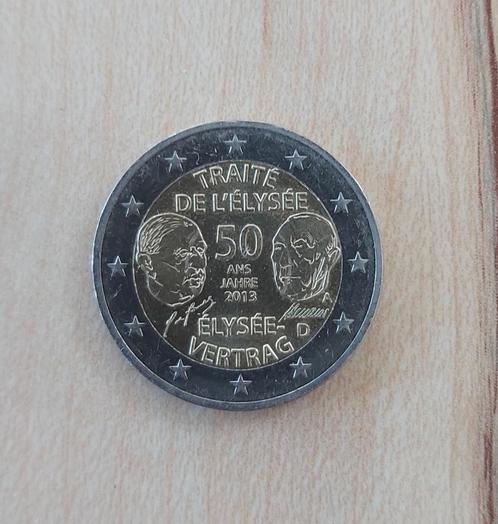 TRAITÉ
DE L'ÉLYSÉE
50
ANS
JAHRE
2013
A
ÉLYSÉE-
VERTRAG D